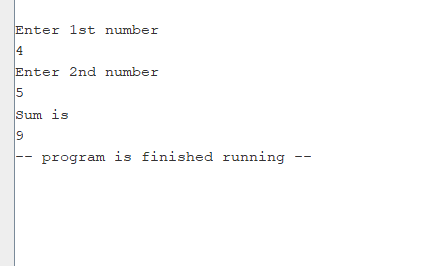 Enter 1st number
4
Enter 2nd number
5
Sum is
9
-- program is finished running --